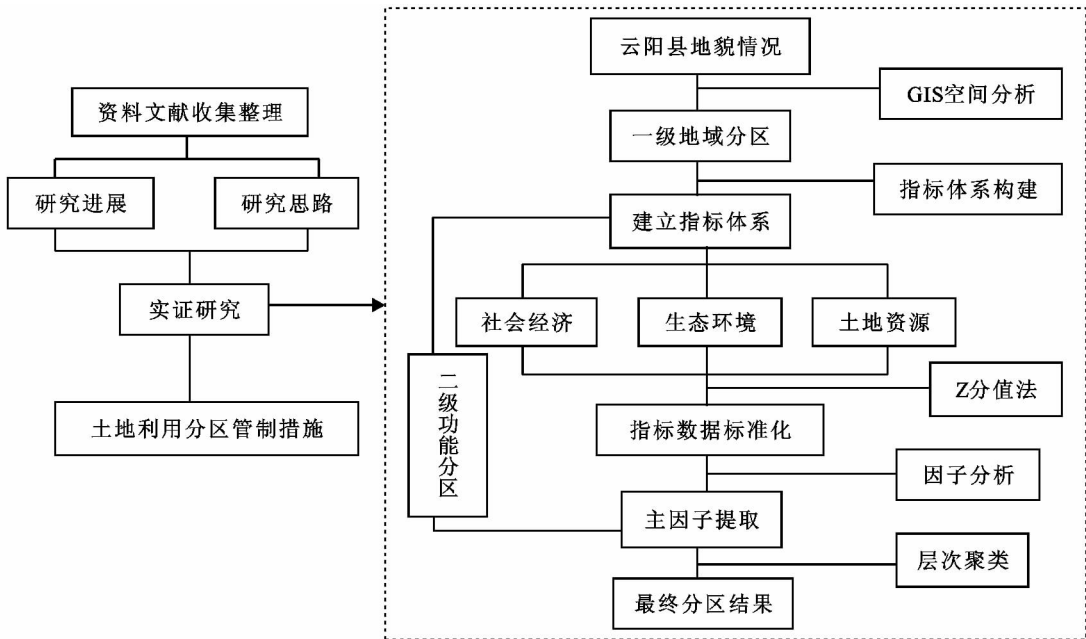 资料文献收集整理
研究进展
研究思路
实证研究
土地利用分区管制措施
云阳县地貌情况
GIS空间分析
一级地域分区
指标体系构建
建立指标体系
社会经济
生态环境
土地资源
二级功能分区
Z分值法
指标数据标准化
因子分析
主因子提取
层次聚类
最终分区结果